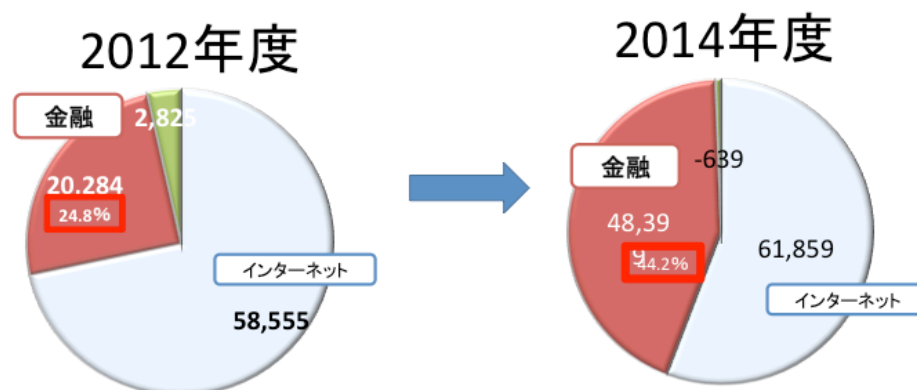 2012年度
金融
2,825
20.284
24.8%
インターネット
58,555
2014年度
金融
-639
48,39
9
44.2%
61,859
インターネット